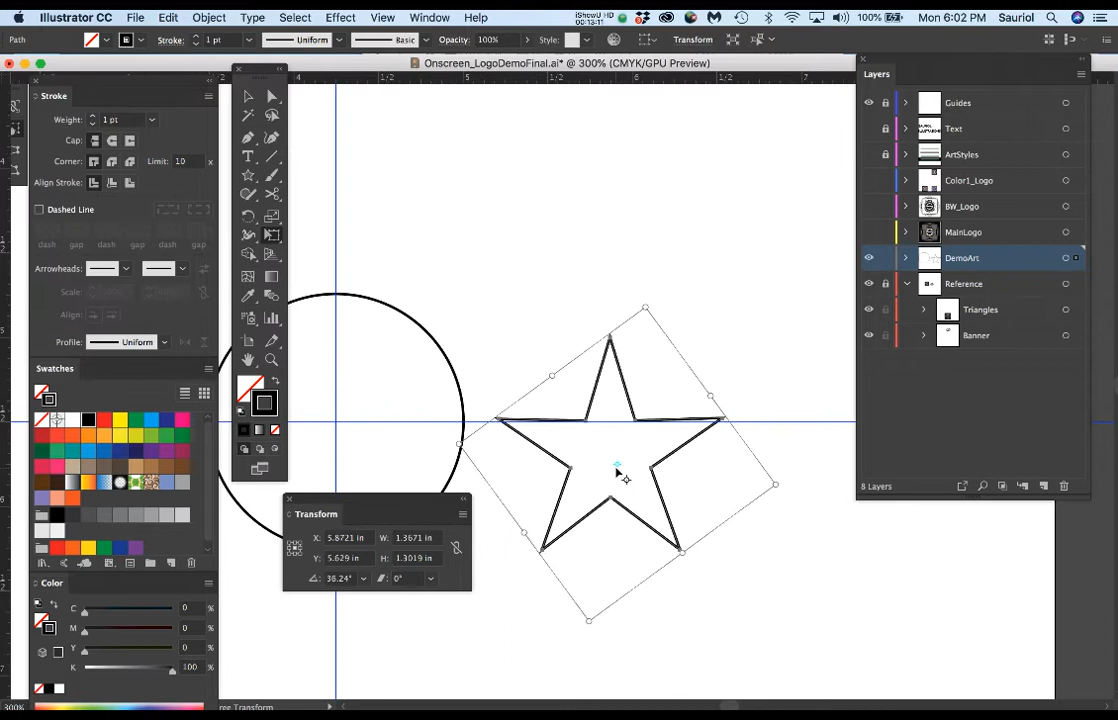 Illustrator CC File Edit Object Type Select Effect View Window Help
iShowU
00:13:11
100% Mon 6:02 PM Sauriol
Path Stroke: 1 pt Uniform Basic Opacity: 100% Style: Transform
Onscreen_LogoDemoFinal.ai* @ 300% (CMYK/GPU Preview)
Stroke
Weight: 1 pt
Cap:
Corner: Limit: 10 x
Align Stroke:
Dashed Line
dash gap dash gap dash gap
Arrowheads:
Scale:
Align:
Profile: Uniform
Swatches
Color
C 0 %
M 0 %
Y 0 %
K 100 %
Transform
X: 5.8721 in W: 1.3671 in
Y: 5.629 in H: 1.3019 in
36.24° 0°
Layers
Guides
Text
ArtStyles
Color1_Logo
BW_Logo
MainLogo
DemoArt
Reference
Triangles
Banner
8 Layers
300%